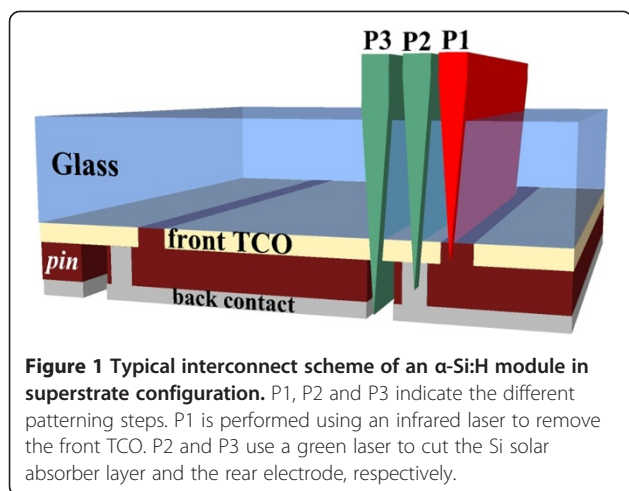 P3 P2 P1
Glass
front TCO
pin
back contact
Figure 1 Typical interconnect scheme of an α-Si:H module in
superstrate configuration. P1, P2 and P3 indicate the different
patterning steps. P1 is performed using an infrared laser to remove
the front TCO. P2 and P3 use a green laser to cut the Si solar
absorber layer and the rear electrode, respectively.